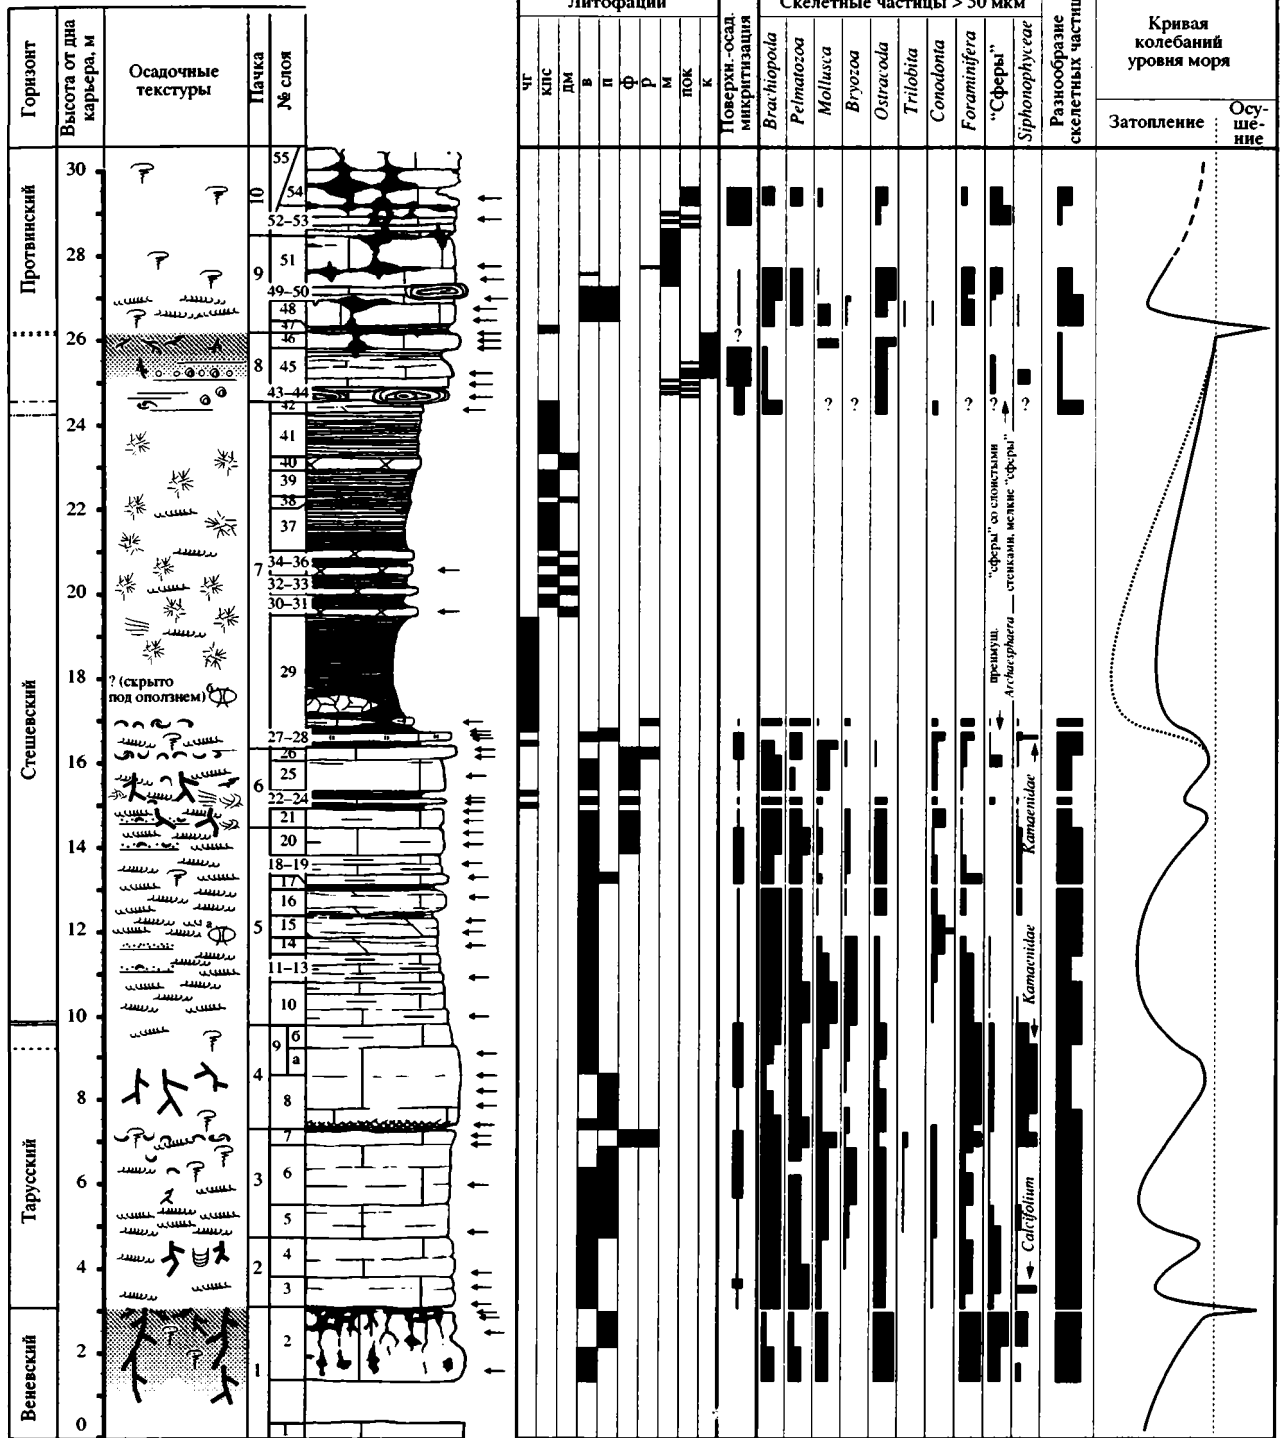 Литофации
Скелетные частицы > 50 мкм
Горизонт
Высота от дна карьера, м
Осадочные
текстуры
Пачка
№ слоя
чг
кпс
дм
в
п
ф
р
м
пок
к
Поверхн.-осад.
микритизация
Brachiopoda
Pelmatozoa
Mollusca
Bryozoa
Ostracoda
Trilobita
Conodonta
Foraminifera
"Сферы"
Siphonophyceae
Разнообразие
скелетных частиц
Кривая
колебаний
уровня моря
Затопление
Осу-
ше-
ние
Протвинский
Стешевский
Тарусский
Веневский
30
28
26
24
22
20
18
16
14
12
10
8
6
4
2
0
? (скрыто
под оползнем)
б
а
10
9
8
7
6
5
4
3
2
1
55
54
52–53
51
49–50
48
47
46
45
43–44
42
41
40
39
38
37
34–36
32–33
30–31
29
27–28
26
25
22–24
21
20
18–19
17
16
15
14
11–13
10
9
б
а
8
7
6
5
4
3
2
1
?
? ? ? ? ?
преимущ.
"сферы" со слоистыми
Archaesphaera — стенками, мелкие "сферы"
Kamaenidae
Kamaenidae
Calcifolium